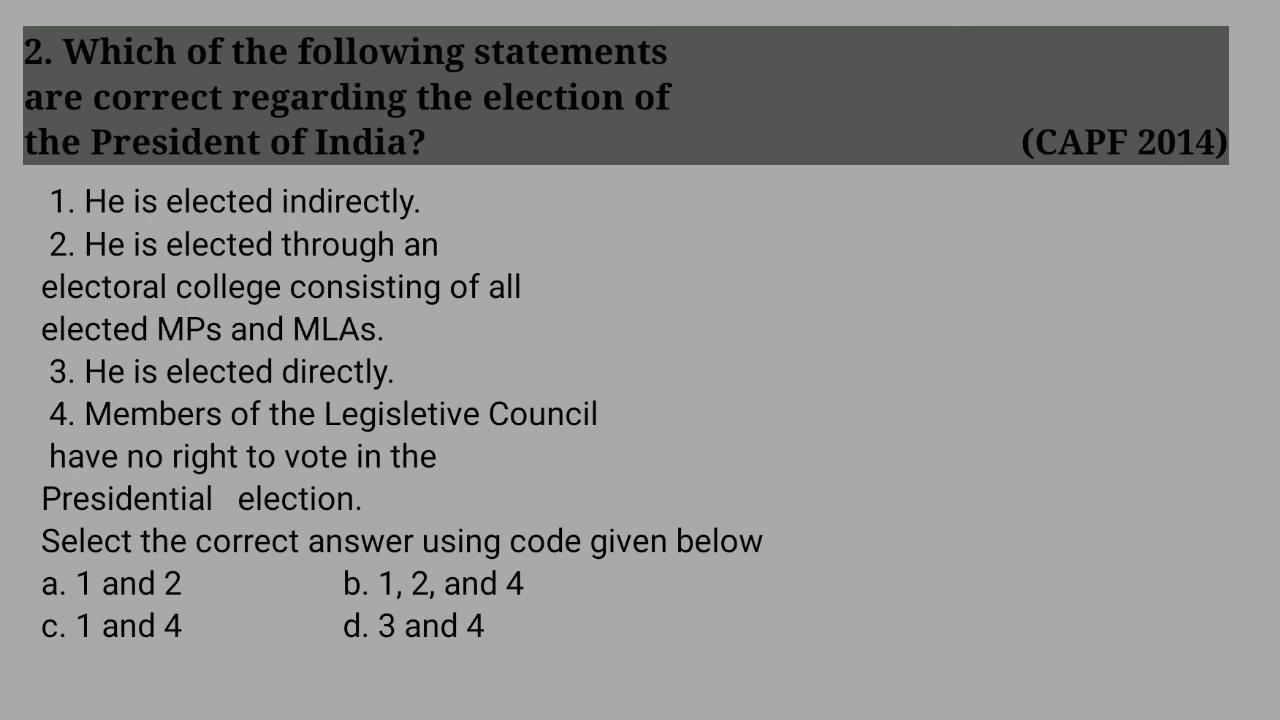 2. Which of the following statements
are correct regarding the election of
the President of India? (CAPF 2014)
1. He is elected indirectly.
2. He is elected through an
electoral college consisting of all
elected MPs and MLAs.
3. He is elected directly.
4. Members of the Legisletive Council
have no right to vote in the
Presidential election.
Select the correct answer using code given below
a. 1 and 2 b. 1, 2, and 4
c. 1 and 4 d. 3 and 4